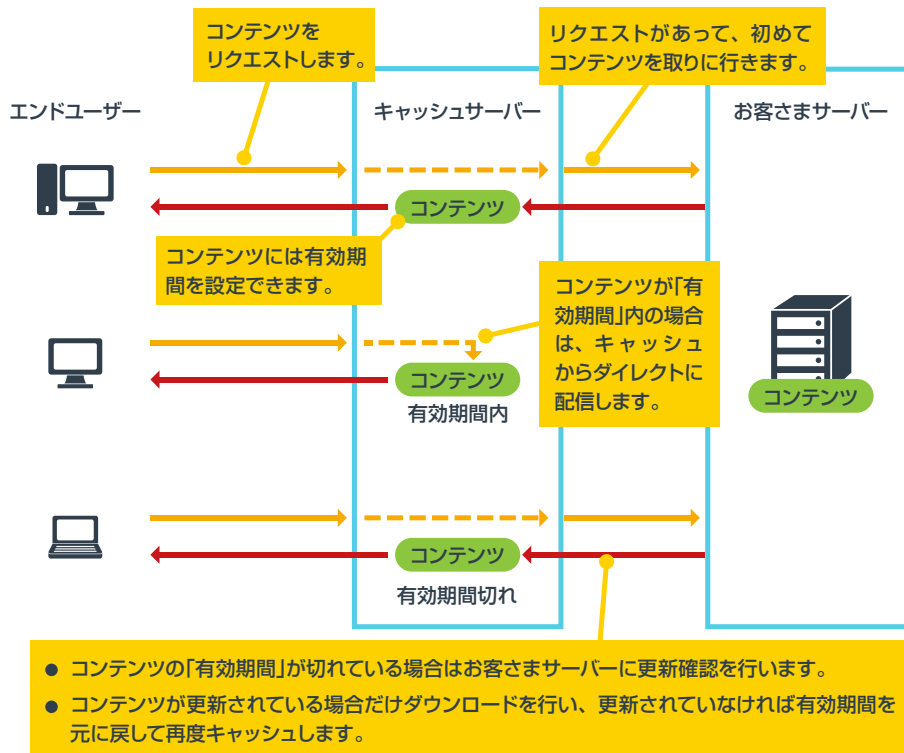 コンテンツを
リクエストします。
リクエストがあって、初めて
コンテンツを取りに行きます。
エンドユーザー
キャッシュサーバー
お客さまサーバー
コンテンツ
コンテンツには有効期
間を設定できます。
コンテンツが「有
効期間」内の場合
は、キャッシュ
からダイレクトに
配信します。
コンテンツ
有効期間内
コンテンツ
コンテンツ
有効期間切れ
● コンテンツの「有効期間」が切れている場合はお客さまサーバーに更新確認を行います。
● コンテンツが更新されている場合だけダウンロードを行い、更新されていなければ有効期間を
元に戻して再度キャッシュします。